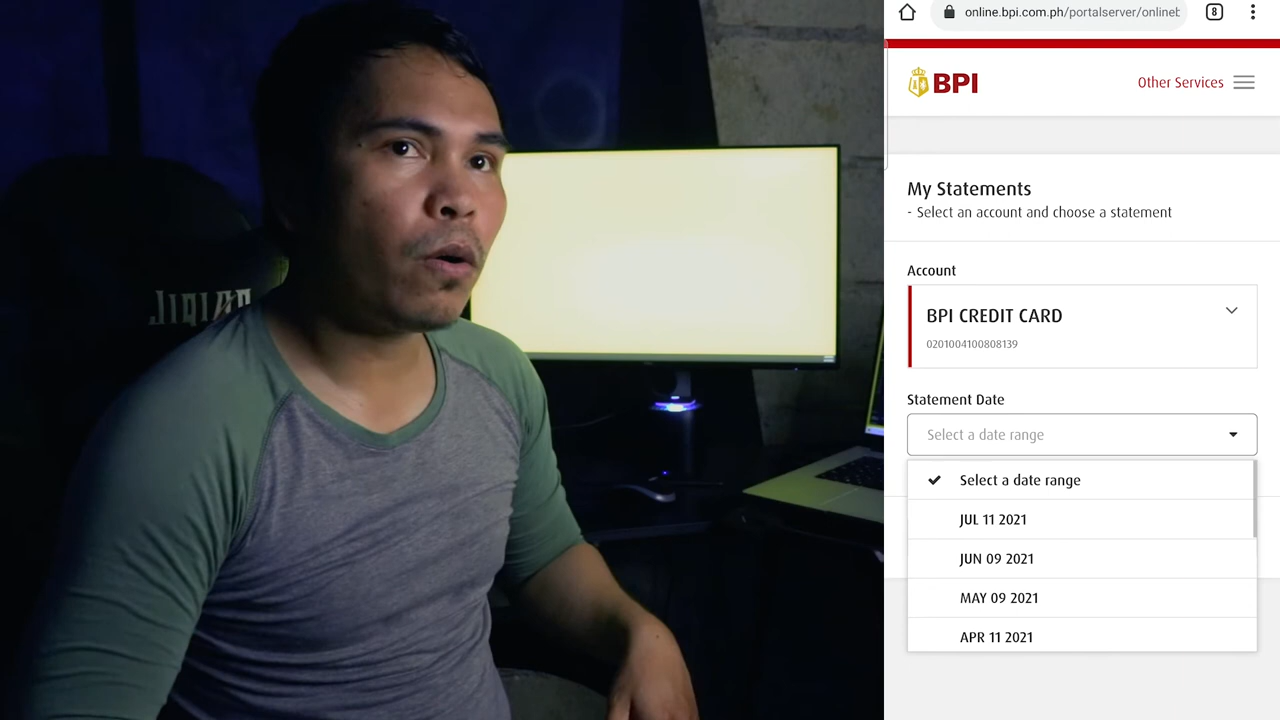 online.bpi.com.ph/portalserver/onlineb
8
BPI
Other Services
My Statements
- Select an account and choose a statement
Account
BPI CREDIT CARD
0201004100808139
Statement Date
Select a date range
Select a date range
JUL 11 2021
JUN 09 2021
MAY 09 2021
APR 11 2021